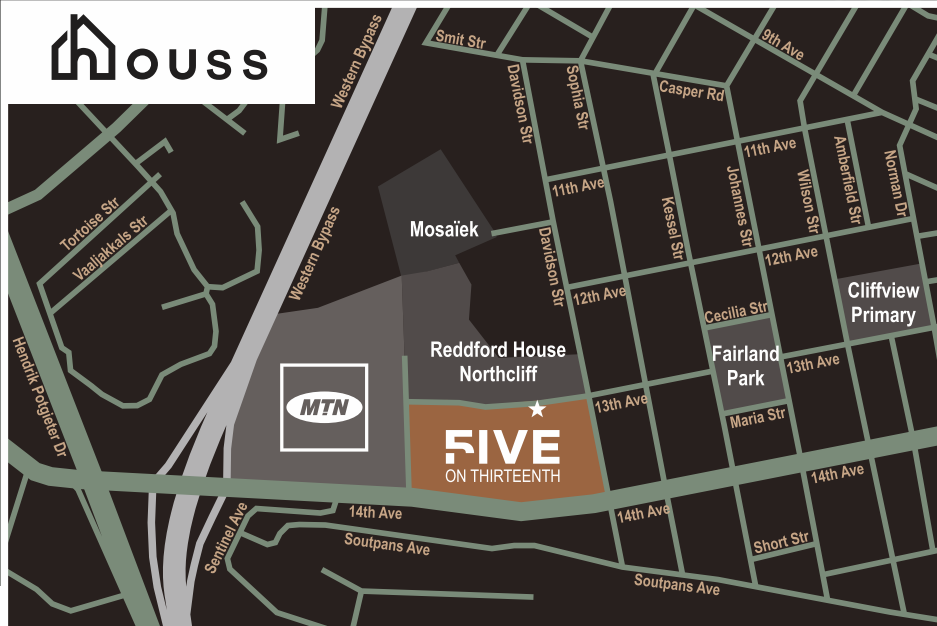 houss
Western Bypass
Smit Str
9th Ave
Davidson Str
Sophia Str
Casper Rd
11th Ave
Amberfield Str
Norman Dr
Johannes Str
Wilson Str
Kessel Str
11th Ave
Tortoise Str
Vaaljakkals Str
Western Bypass
Mosaïek
Davidson Str
12th Ave
12th Ave
Cliffview
Primary
Cecilia Str
Hendrik Potgieter Dr
Reddford House
Northcliff
Fairland
Park
13th Ave
MTN
13th Ave
Maria Str
FIVE
ON THIRTEENTH
14th Ave
14th Ave
14th Ave
Sentinel Ave
Soutpans Ave
Short Str
Soutpans Ave